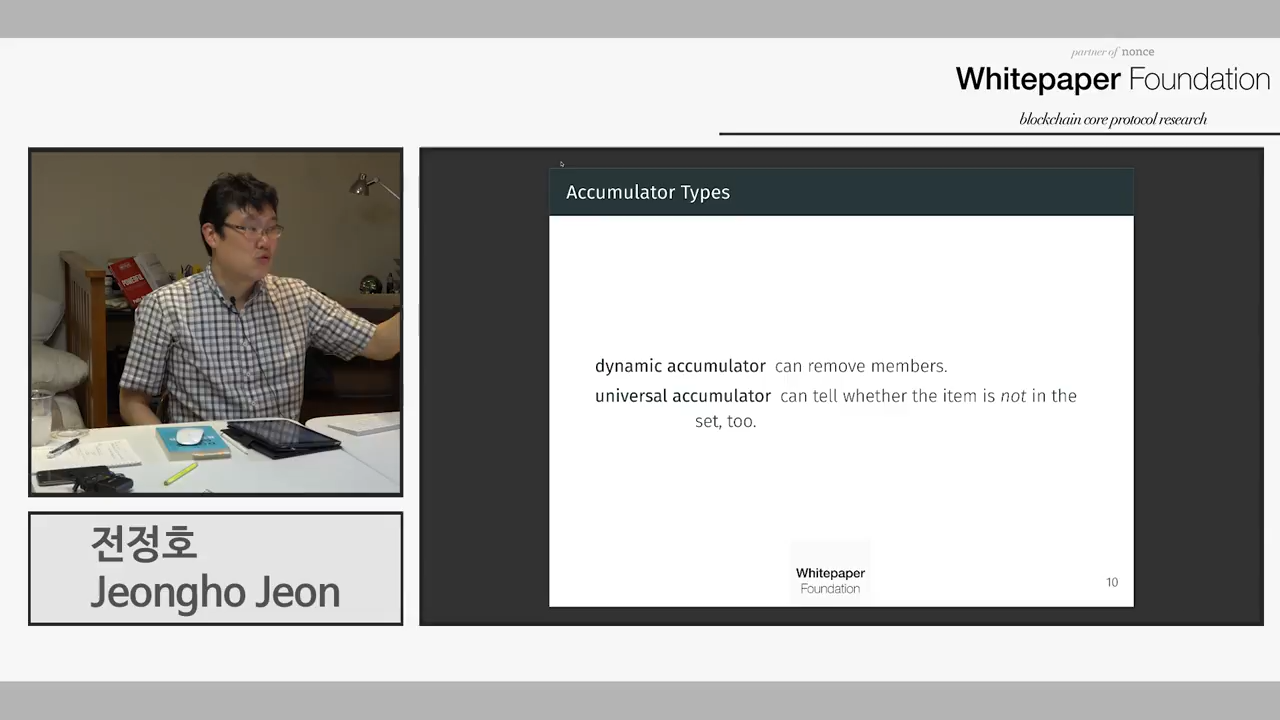 partner of nonce
Whitepaper Foundation
blockchain core protocol research
Accumulator Types
dynamic accumulator can remove members.
universal accumulator can tell whether the item is not in the
set, too.
Whitepaper
Foundation
10
전정호
Jeongho Jeon